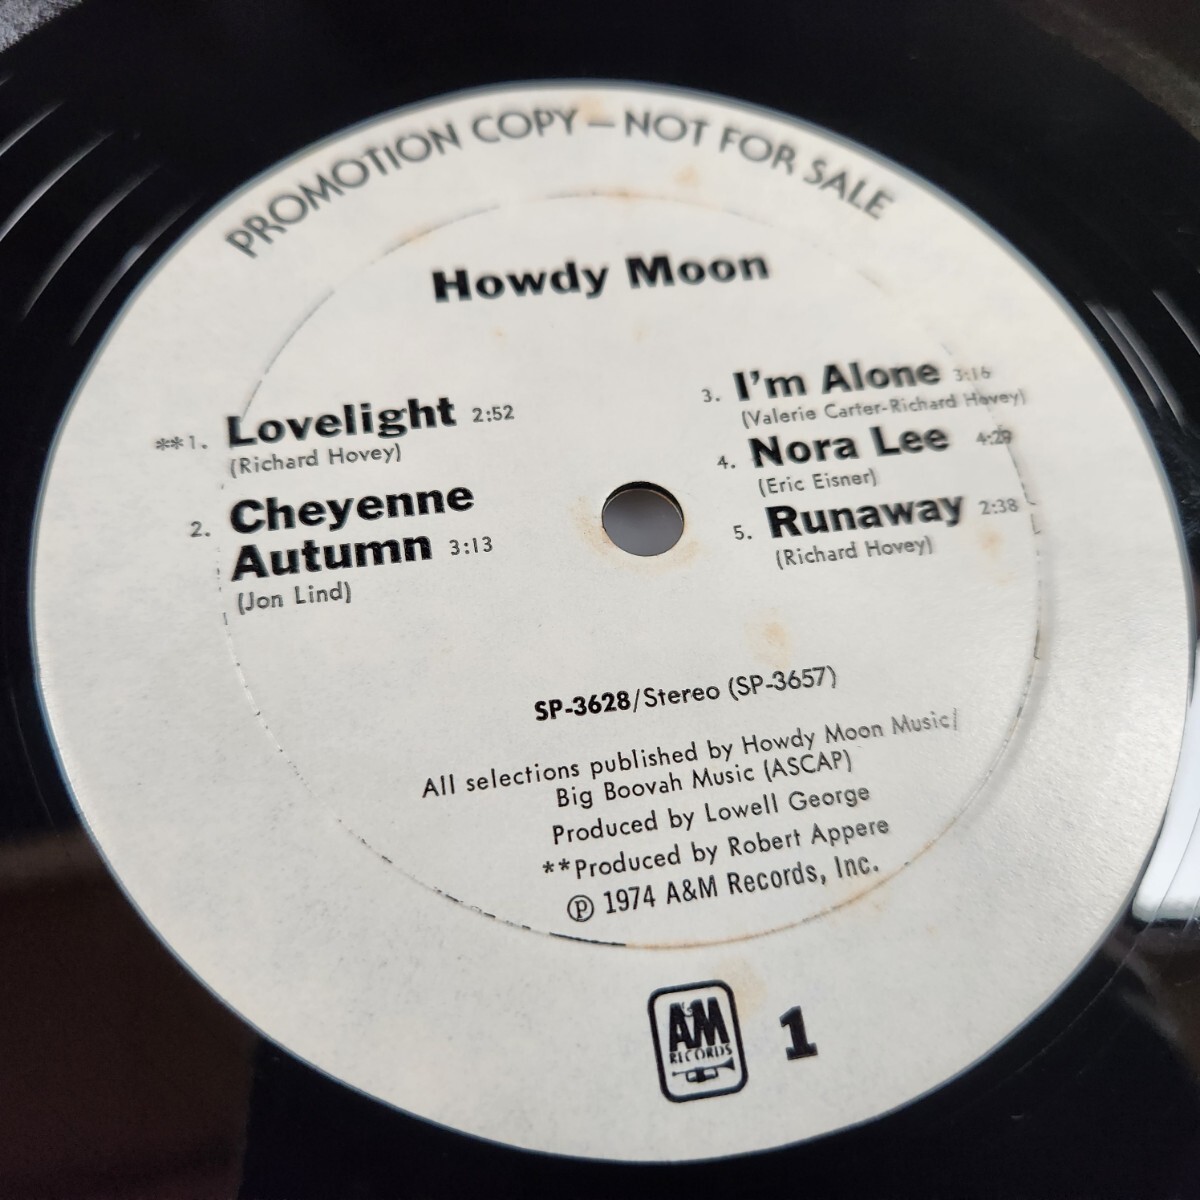 PROMOTION COPY — NOT FOR SALE
Howdy Moon
**1. Lovelight 2:52
(Richard Hovey)
2. Cheyenne
Autumn 3:13
(Jon Lind)
3. I'm Alone 3:16
(Valerie Carter-Richard Hovey)
4. Nora Lee 4:29
(Eric Eisner)
5. Runaway 2:38
(Richard Hovey)
SP-3628/Stereo (SP-3657)
All selections published by Howdy Moon Music/
Big Boovah Music (ASCAP)
Produced by Lowell George
**Produced by Robert Appere
℗ 1974 A&M Records, Inc.
A&M
RECORDS
1